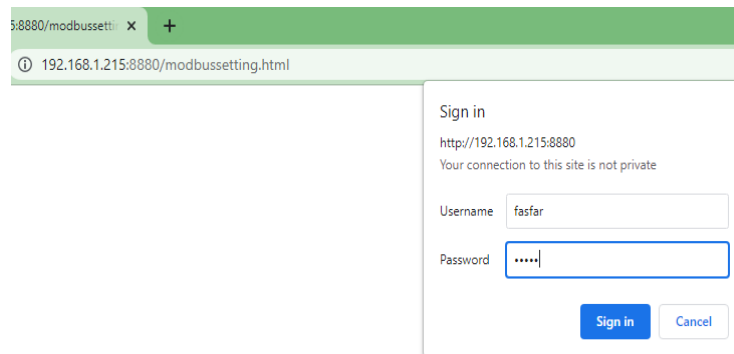 5:8880/modbussetti × +
192.168.1.215:8880/modbussetting.html
Sign in
http://192.168.1.215:8880
Your connection to this site is not private
Username fasfar
Password •••••
Sign in Cancel